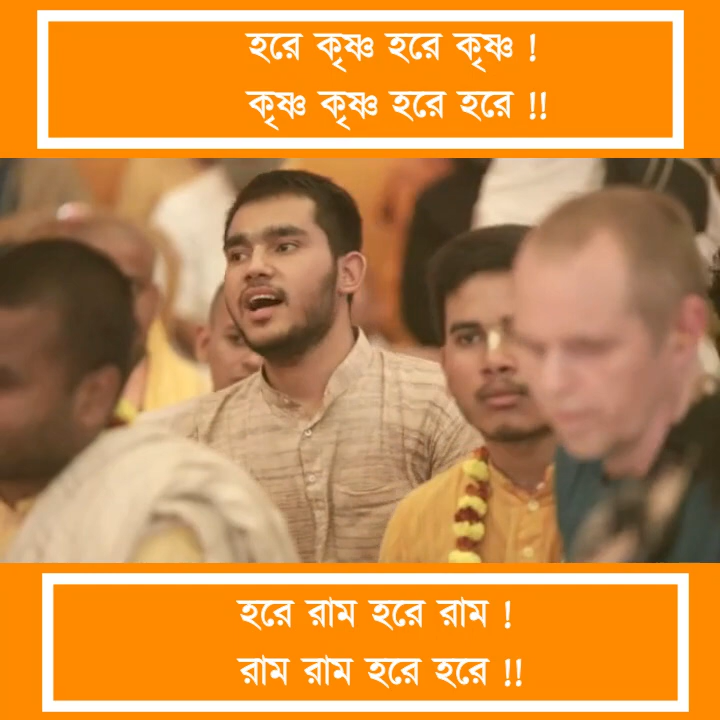 হরে কৃষ্ণ হরে কৃষ্ণ !
কৃষ্ণ কৃষ্ণ হরে হরে !!
হরে রাম হরে রাম !
রাম রাম হরে হরে !!